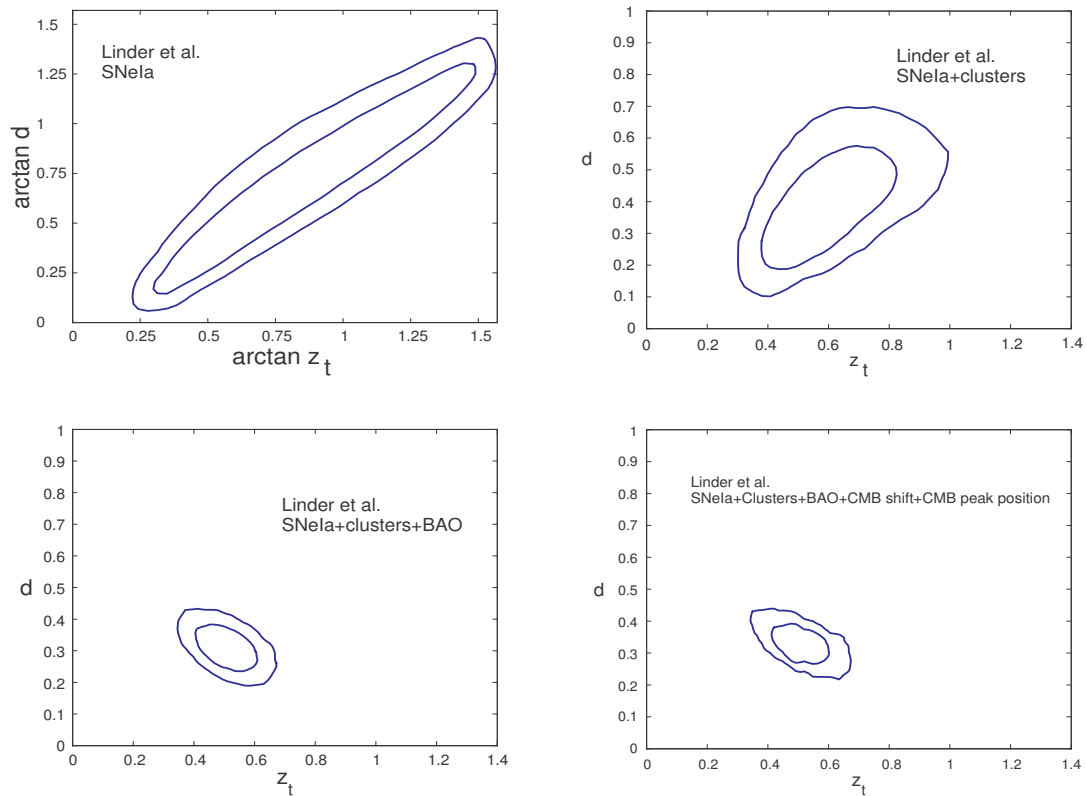 1.5
1.25
1
0.75
0.5
0.25
0
arctan d
Linder et al.
SNeIa
0 0.25 0.5 0.75 1 1.25 1.5
arctan z_t
1
0.9
0.8
0.7
0.6
0.5
0.4
0.3
0.2
0.1
0
d
Linder et al.
SNeIa+clusters
0 0.2 0.4 0.6 0.8 1 1.2 1.4
z_t
1
0.9
0.8
0.7
0.6
0.5
0.4
0.3
0.2
0.1
0
d
Linder et al.
SNeIa+clusters+BAO
0 0.2 0.4 0.6 0.8 1 1.2 1.4
z_t
1
0.9
0.8
0.7
0.6
0.5
0.4
0.3
0.2
0.1
0
d
Linder et al.
SNeIa+Clusters+BAO+CMB shift+CMB peak position
0 0.2 0.4 0.6 0.8 1 1.2 1.4
z_t